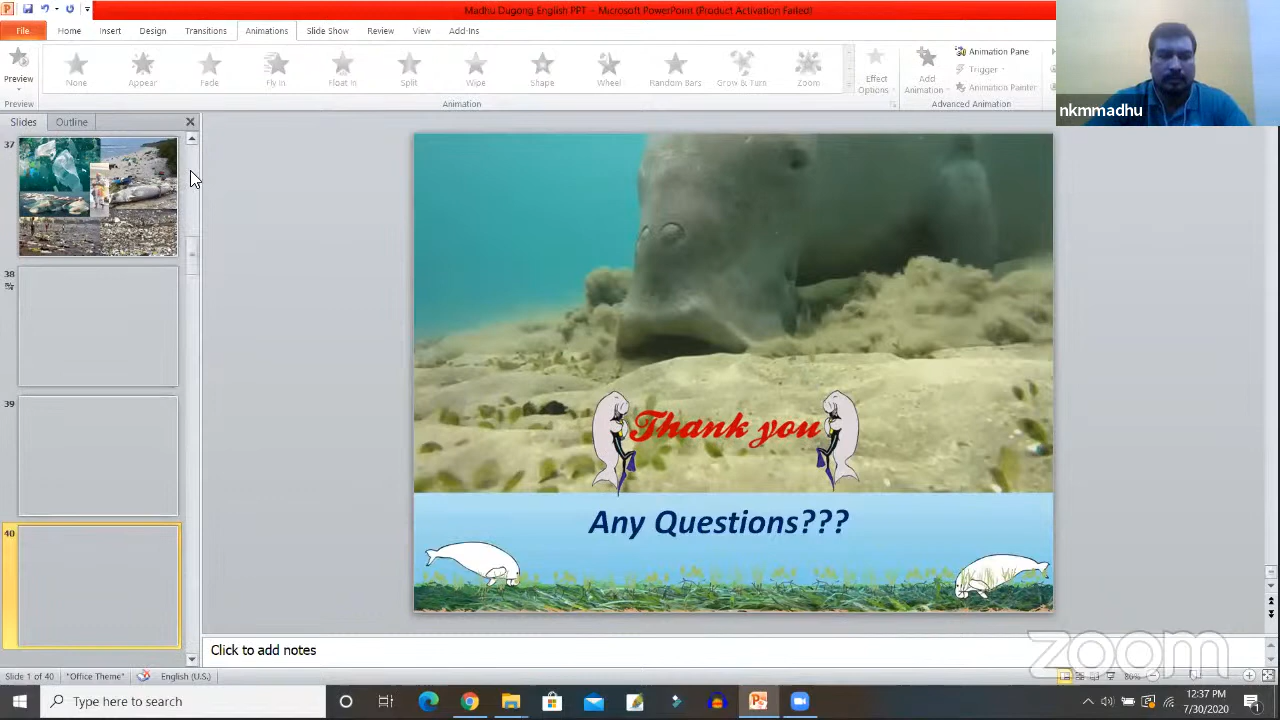 Madhu Dugong English PPT – Microsoft PowerPoint (Product Activation Failed)
File Home Insert Design Transitions Animations Slide Show Review View Add-Ins
Preview
None Appear Fade Fly In Float In Split Wipe Shape Wheel Random Bars Grow & Turn Zoom
Effect Options
Add Animation
Animation Pane
Trigger
Animation Painter
Preview Animation Advanced Animation
nkmmadhu
Slides Outline
37
38
39
40
Thank you
Any Questions???
Click to add notes
zoom
Slide 1 of 40 "Office Theme" English (U.S.) 80%
Type here to search
12:37 PM
7/30/2020